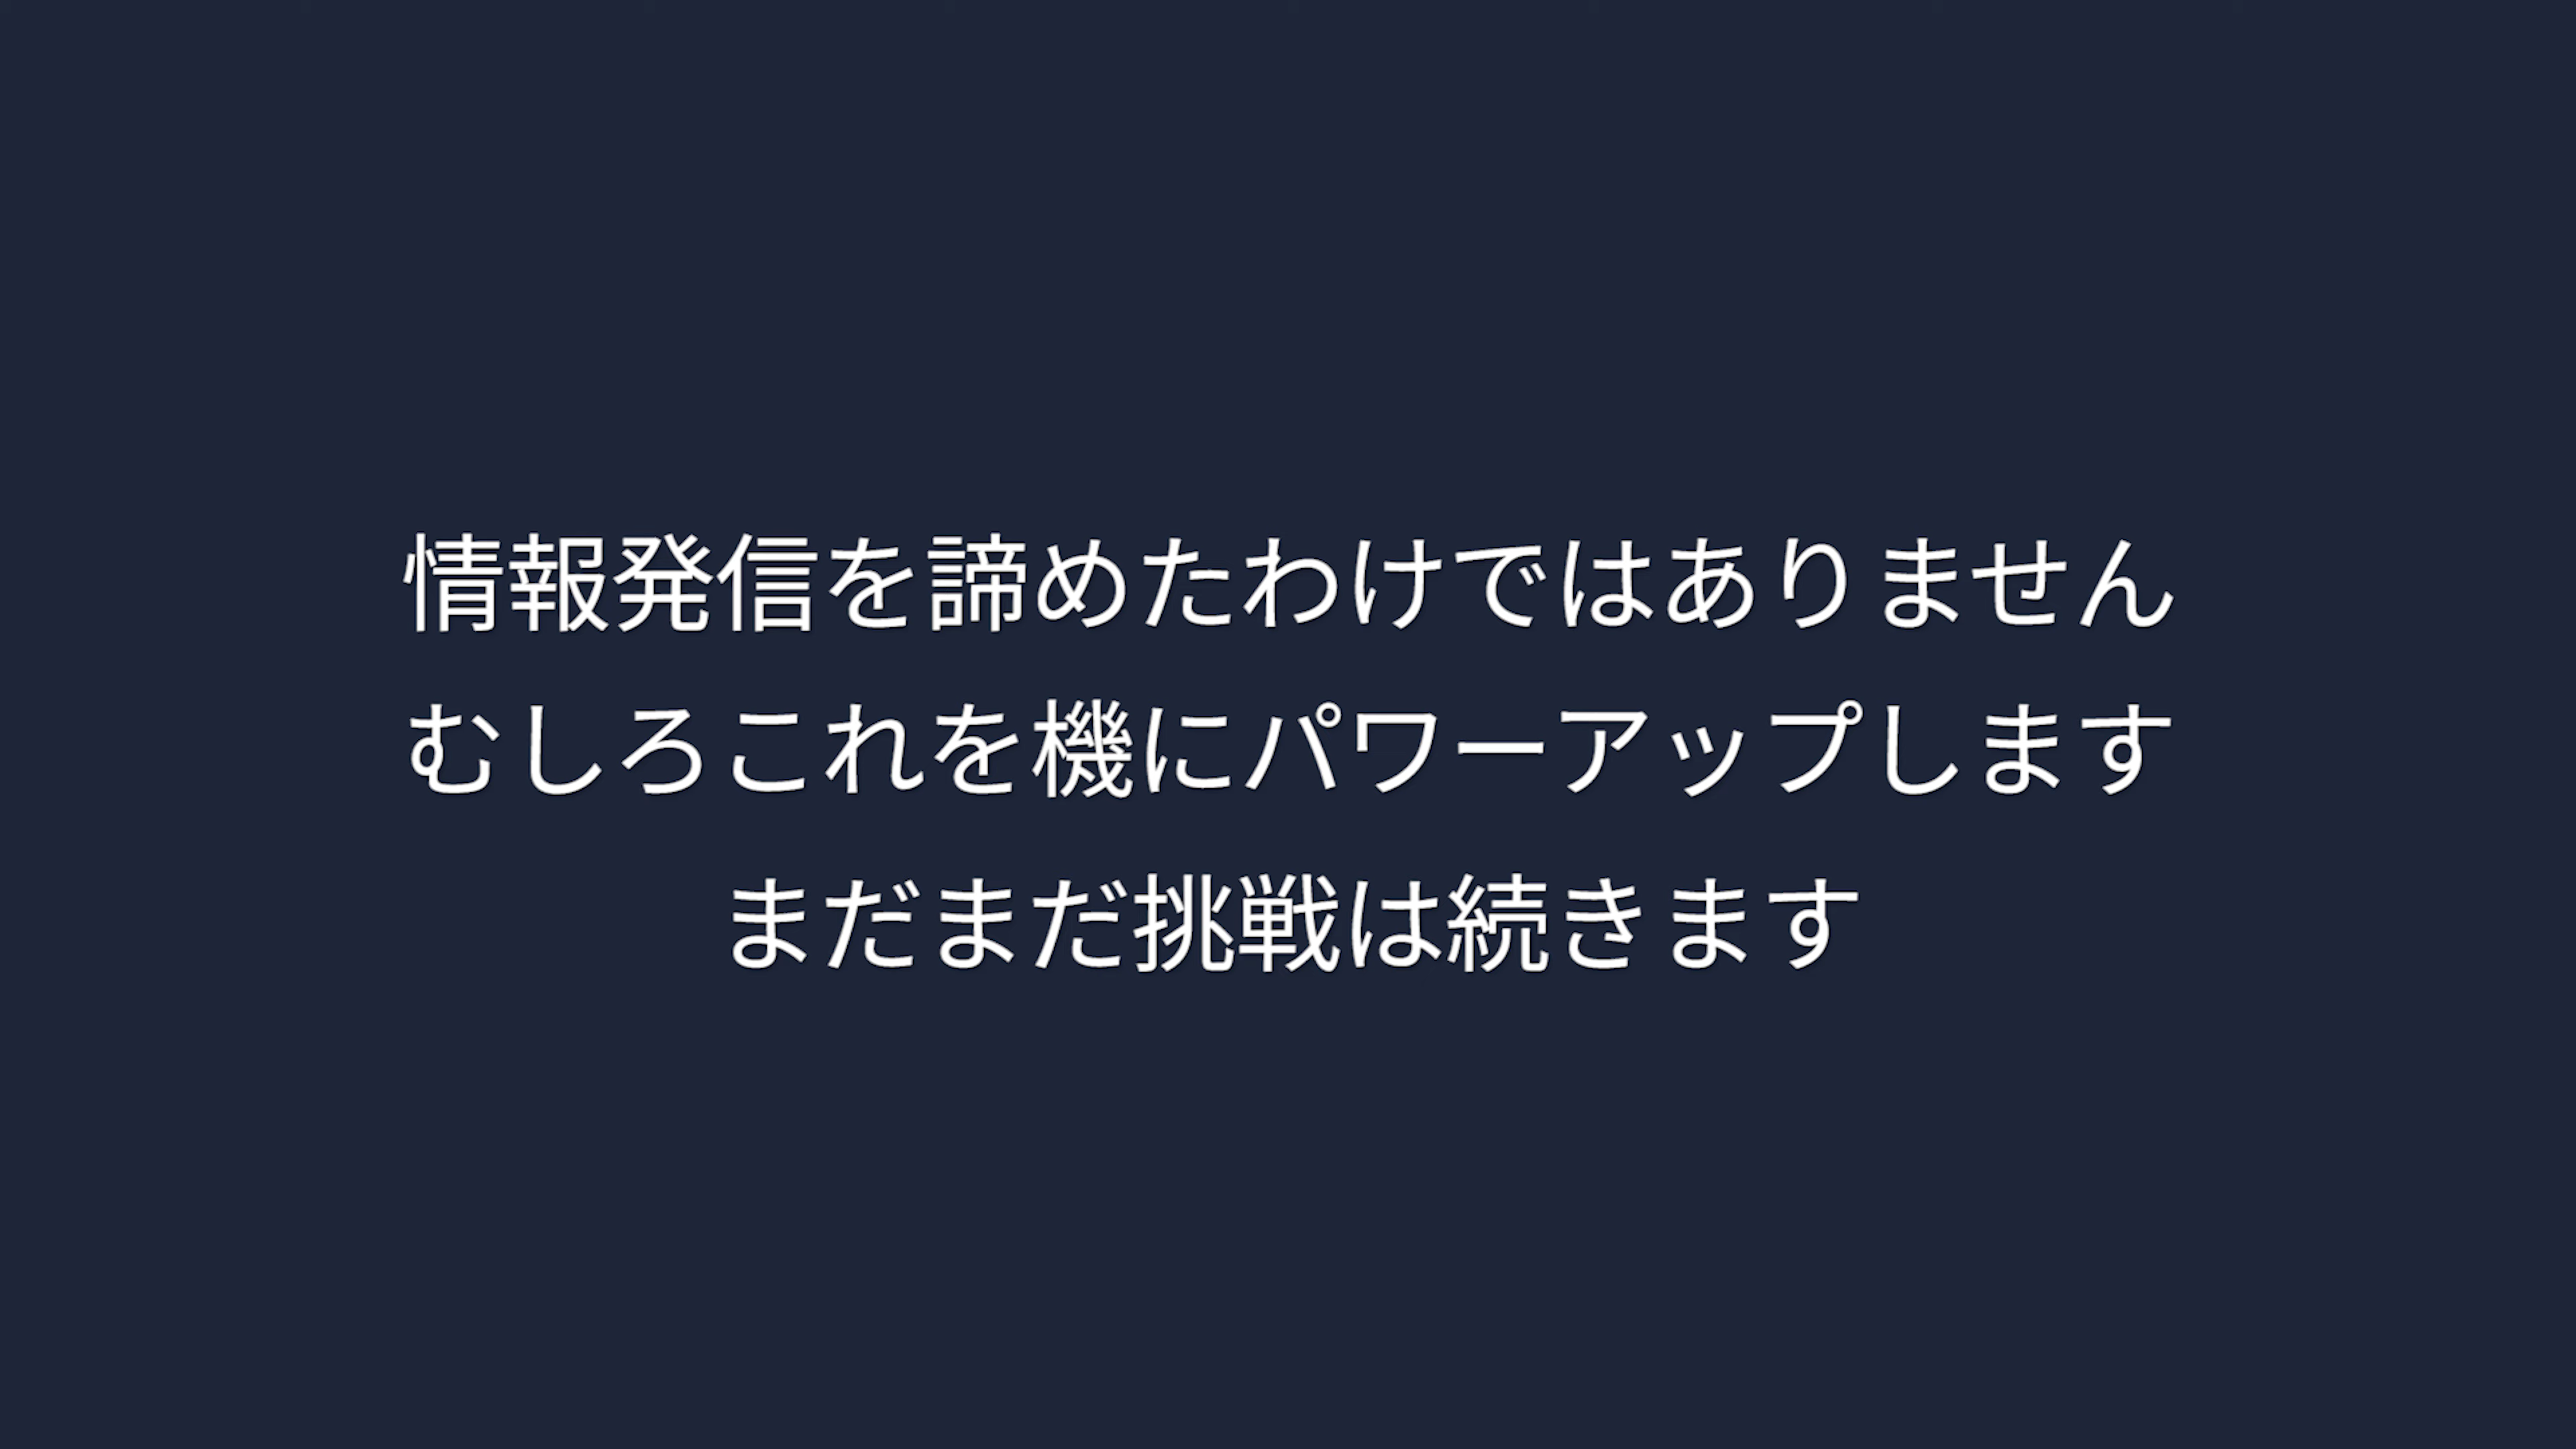 情報発信を諦めたわけではありません
むしろこれを機にパワーアップします
まだまだ挑戦は続きます